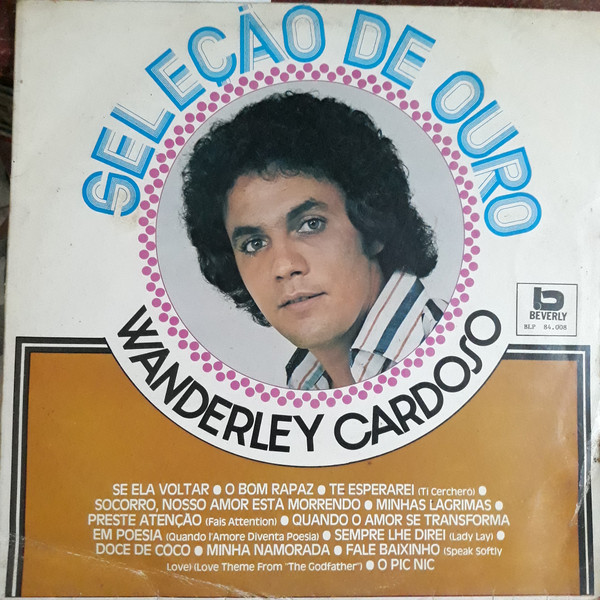 SELEÇÃO DE OURO
WANDERLEY CARDOSO
b
BEVERLY
BLP 84.008
SE ELA VOLTAR ● O BOM RAPAZ ● TE ESPERAREI (Ti Cercherò) ●
SOCORRO, NOSSO AMOR ESTÁ MORRENDO ● MINHAS LÁGRIMAS ●
PRESTE ATENÇÃO (Fais Attention) ● QUANDO O AMOR SE TRANSFORMA
EM POESIA (Quando l'Amore Diventa Poesia) ● SEMPRE LHE DIREI (Lady Lay) ●
DOCE DE COCO ● MINHA NAMORADA ● FALE BAIXINHO (Speak Softly
Love) (Love Theme From "The Godfather") ● O PIC NIC